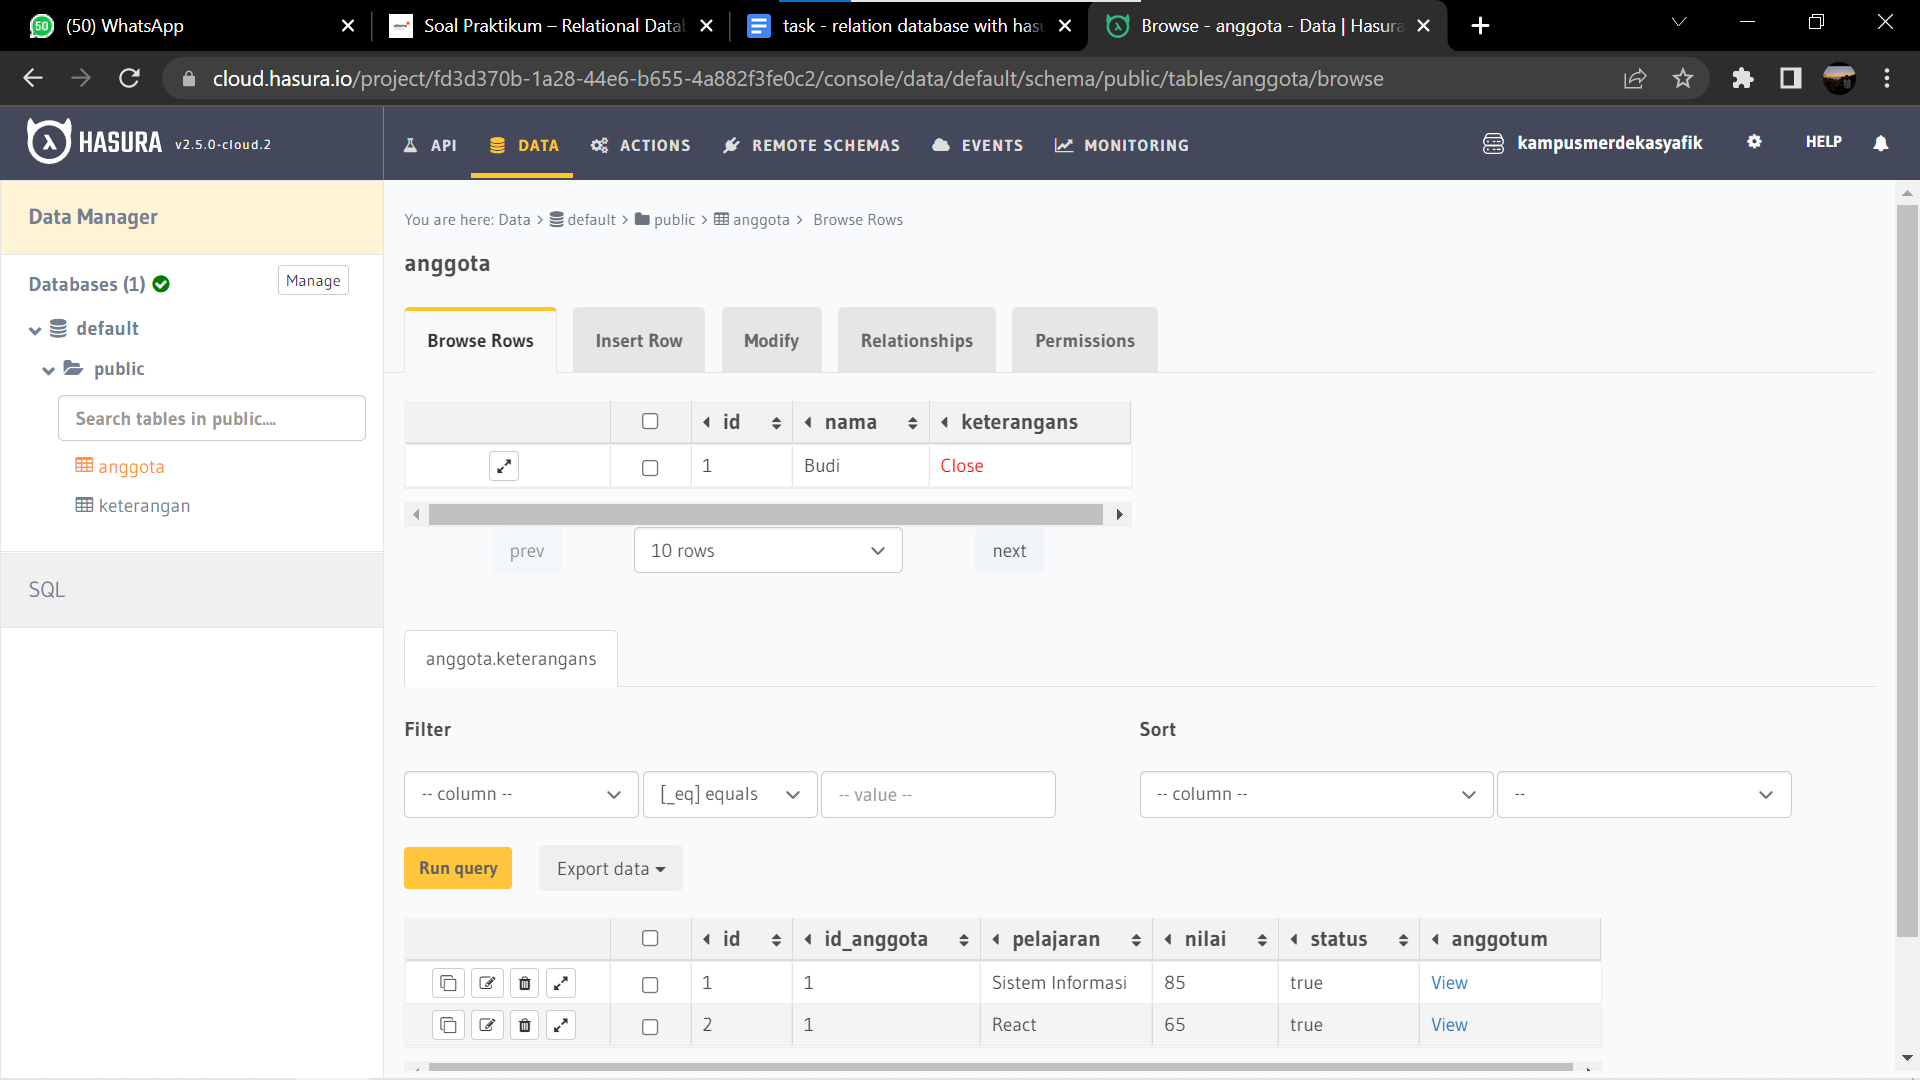 (50) WhatsApp
Soal Praktikum – Relational Datab
task - relation database with hasu
Browse - anggota - Data | Hasura
cloud.hasura.io/project/fd3d370b-1a28-44e6-b655-4a882f3fe0c2/console/data/default/schema/public/tables/anggota/browse
HASURA v2.5.0-cloud.2
API DATA ACTIONS REMOTE SCHEMAS EVENTS MONITORING
kampusmerdekasyafik HELP
Data Manager
Databases (1) Manage
default
public
Search tables in public....
anggota
keterangan
SQL
You are here: Data > default > public > anggota > Browse Rows
anggota
Browse Rows Insert Row Modify Relationships Permissions
id nama keterangans
1 Budi Close
prev 10 rows next
anggota.keterangans
Filter Sort
-- column -- [_eq] equals -- value -- -- column -- --
Run query Export data
id id_anggota pelajaran nilai status anggotum
1 1 Sistem Informasi 85 true View
2 1 React 65 true View